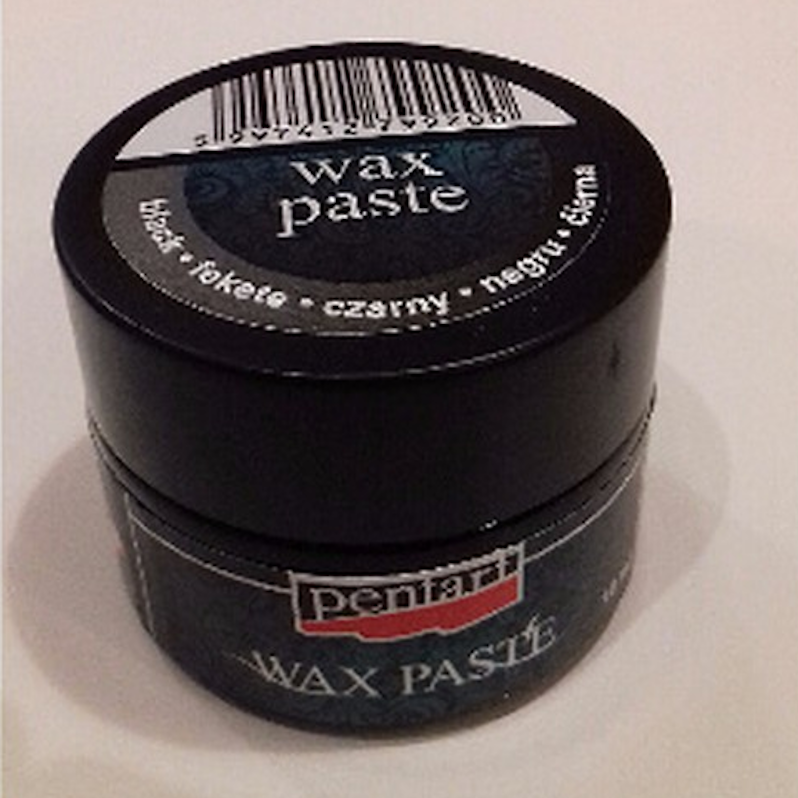 wax
paste
black • fekete • czarny • negru • čierna
pentart
WAX PASTE